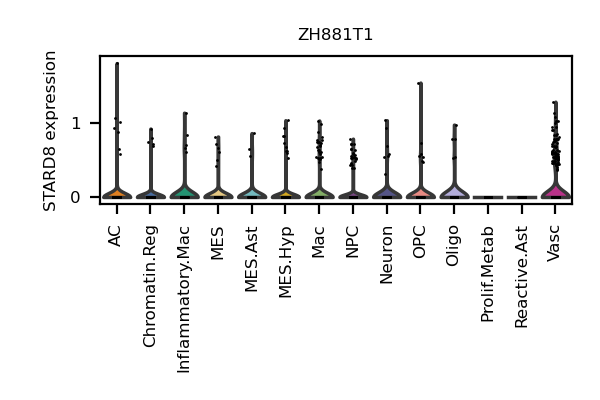 ZH881T1
STARD8 expression
1
0
AC
Chromatin.Reg
Inflammatory.Mac
MES
MES.Ast
MES.Hyp
Mac
NPC
Neuron
OPC
Oligo
Prolif.Metab
Reactive.Ast
Vasc